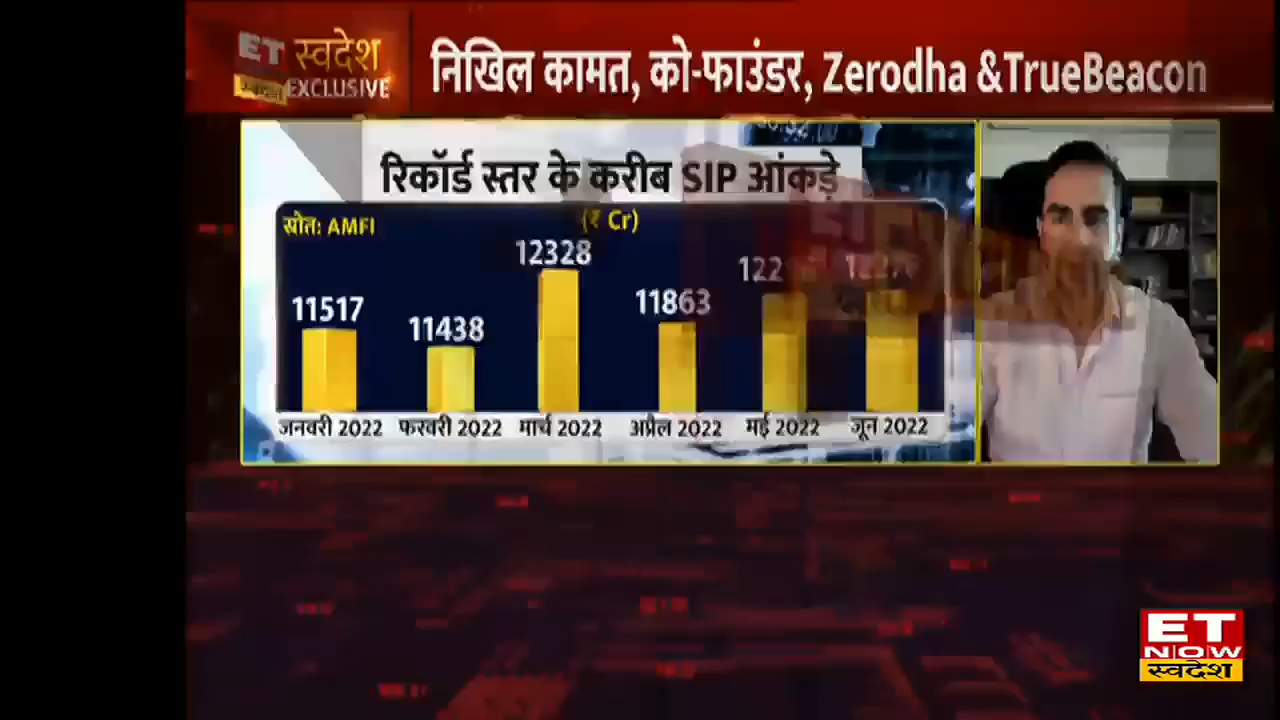 ET स्वदेश
EXCLUSIVE
निखिल कामत, को-फाउंडर, Zerodha &TrueBeacon
रिकॉर्ड स्तर के करीब SIP आंकड़े
स्रोत: AMFI
(₹ Cr)
11517
11438
12328
11863
जनवरी 2022
फरवरी 2022
मार्च 2022
अप्रैल 2022
मई 2022
जून 2022
ET
NOW
स्वदेश